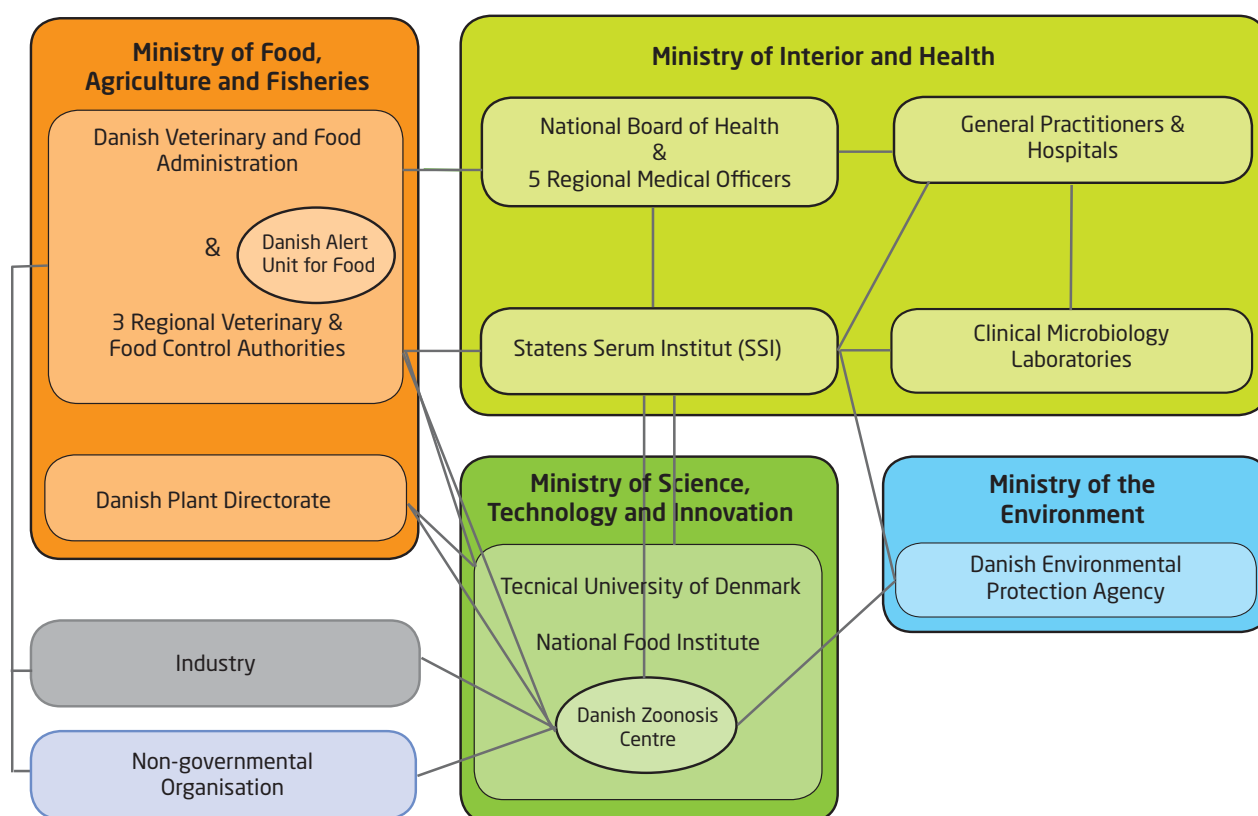 Ministry of Food,
Agriculture and Fisheries
Danish Veterinary and Food
Administration
&
Danish Alert
Unit for Food
3 Regional Veterinary &
Food Control Authorities
Danish Plant Directorate
Industry
Non-governmental
Organisation
Ministry of Interior and Health
National Board of Health
&
5 Regional Medical Officers
General Practitioners &
Hospitals
Statens Serum Institut (SSI)
Clinical Microbiology
Laboratories
Ministry of Science,
Technology and Innovation
Tecnical University of Denmark
National Food Institute
Danish Zoonosis
Centre
Ministry of the
Environment
Danish Environmental
Protection Agency